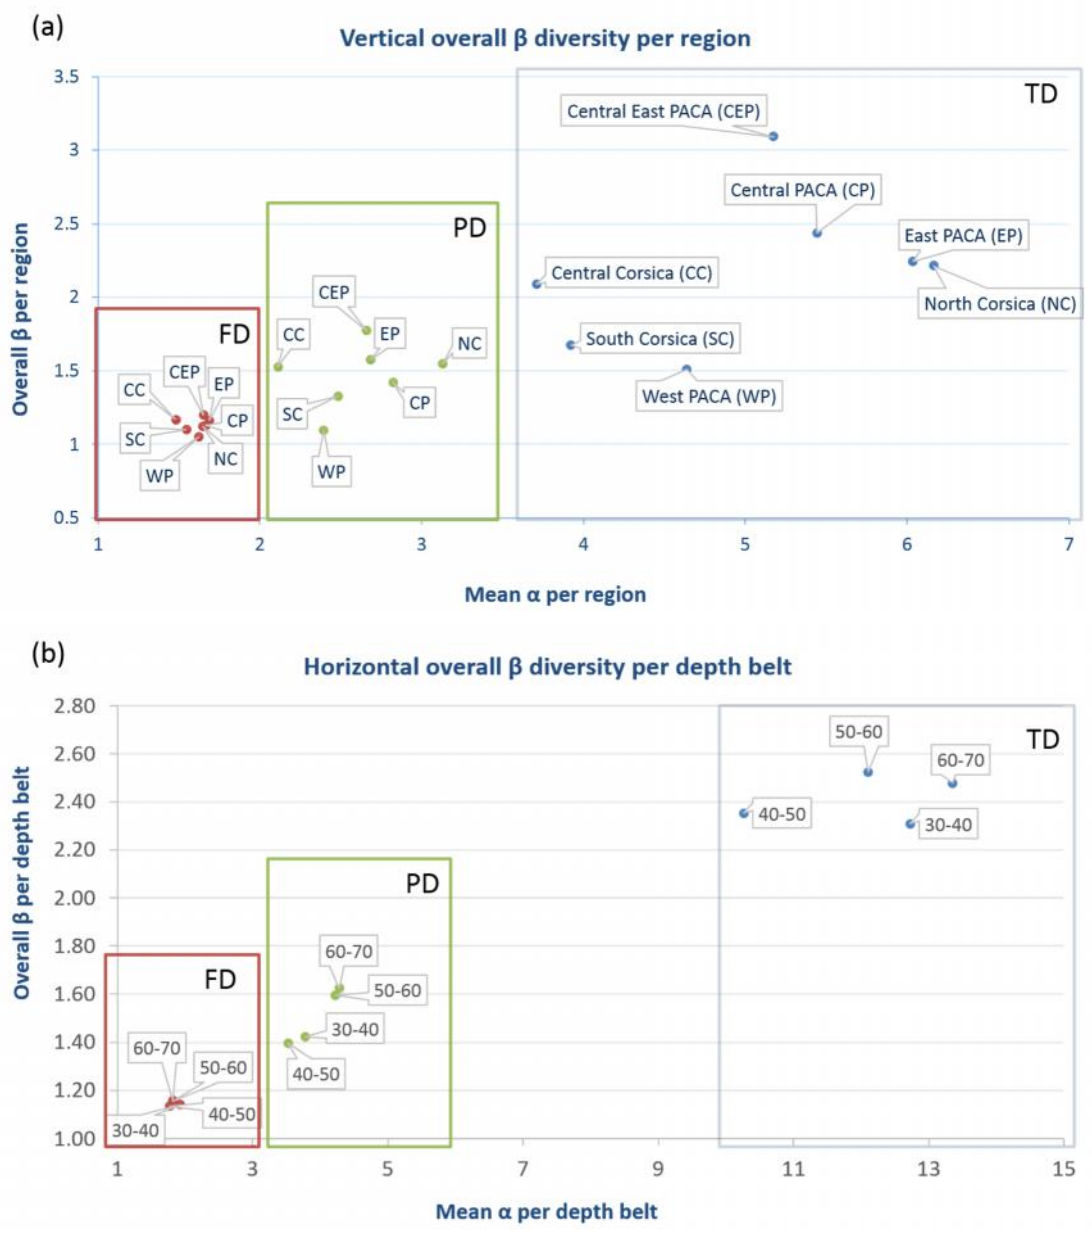 (a)
Vertical overall β diversity per region
3.5
TD
Central East PACA (CEP)
3
Central PACA (CP)
2.5
PD
East PACA (EP)
Central Corsica (CC)
CEP
2
North Corsica (NC)
FD
CC
EP
NC
South Corsica (SC)
1.5
CEP
EP
CC
West PACA (WP)
CP
SC
CP
SC
1
NC
WP
WP
0.5
1
2
3
4
5
6
7
Overall β per region
Mean α per region
(b)
Horizontal overall β diversity per depth belt
2.80
50-60
TD
2.60
60-70
2.40
40-50
30-40
2.20
PD
2.00
1.80
60-70
FD
1.60
50-60
30-40
1.40
60-70
50-60
40-50
1.20
40-50
30-40
1.00
1
3
5
7
9
11
13
15
Overall β per depth belt
Mean α per depth belt